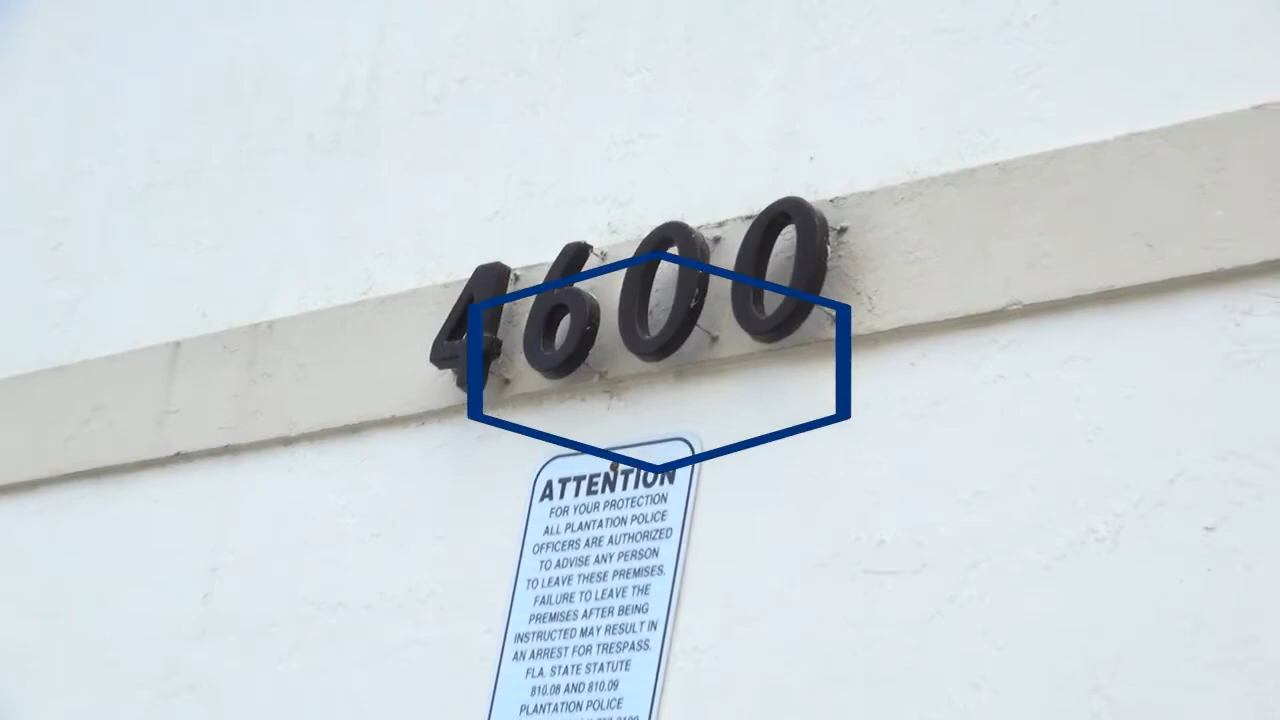 4600
ATTENTION
FOR YOUR PROTECTION
ALL PLANTATION POLICE
OFFICERS ARE AUTHORIZED
TO ADVISE ANY PERSON
TO LEAVE THESE PREMISES.
FAILURE TO LEAVE THE
PREMISES AFTER BEING
INSTRUCTED MAY RESULT IN
AN ARREST FOR TRESPASS.
FLA. STATE STATUTE
810.08 AND 810.09
PLANTATION POLICE